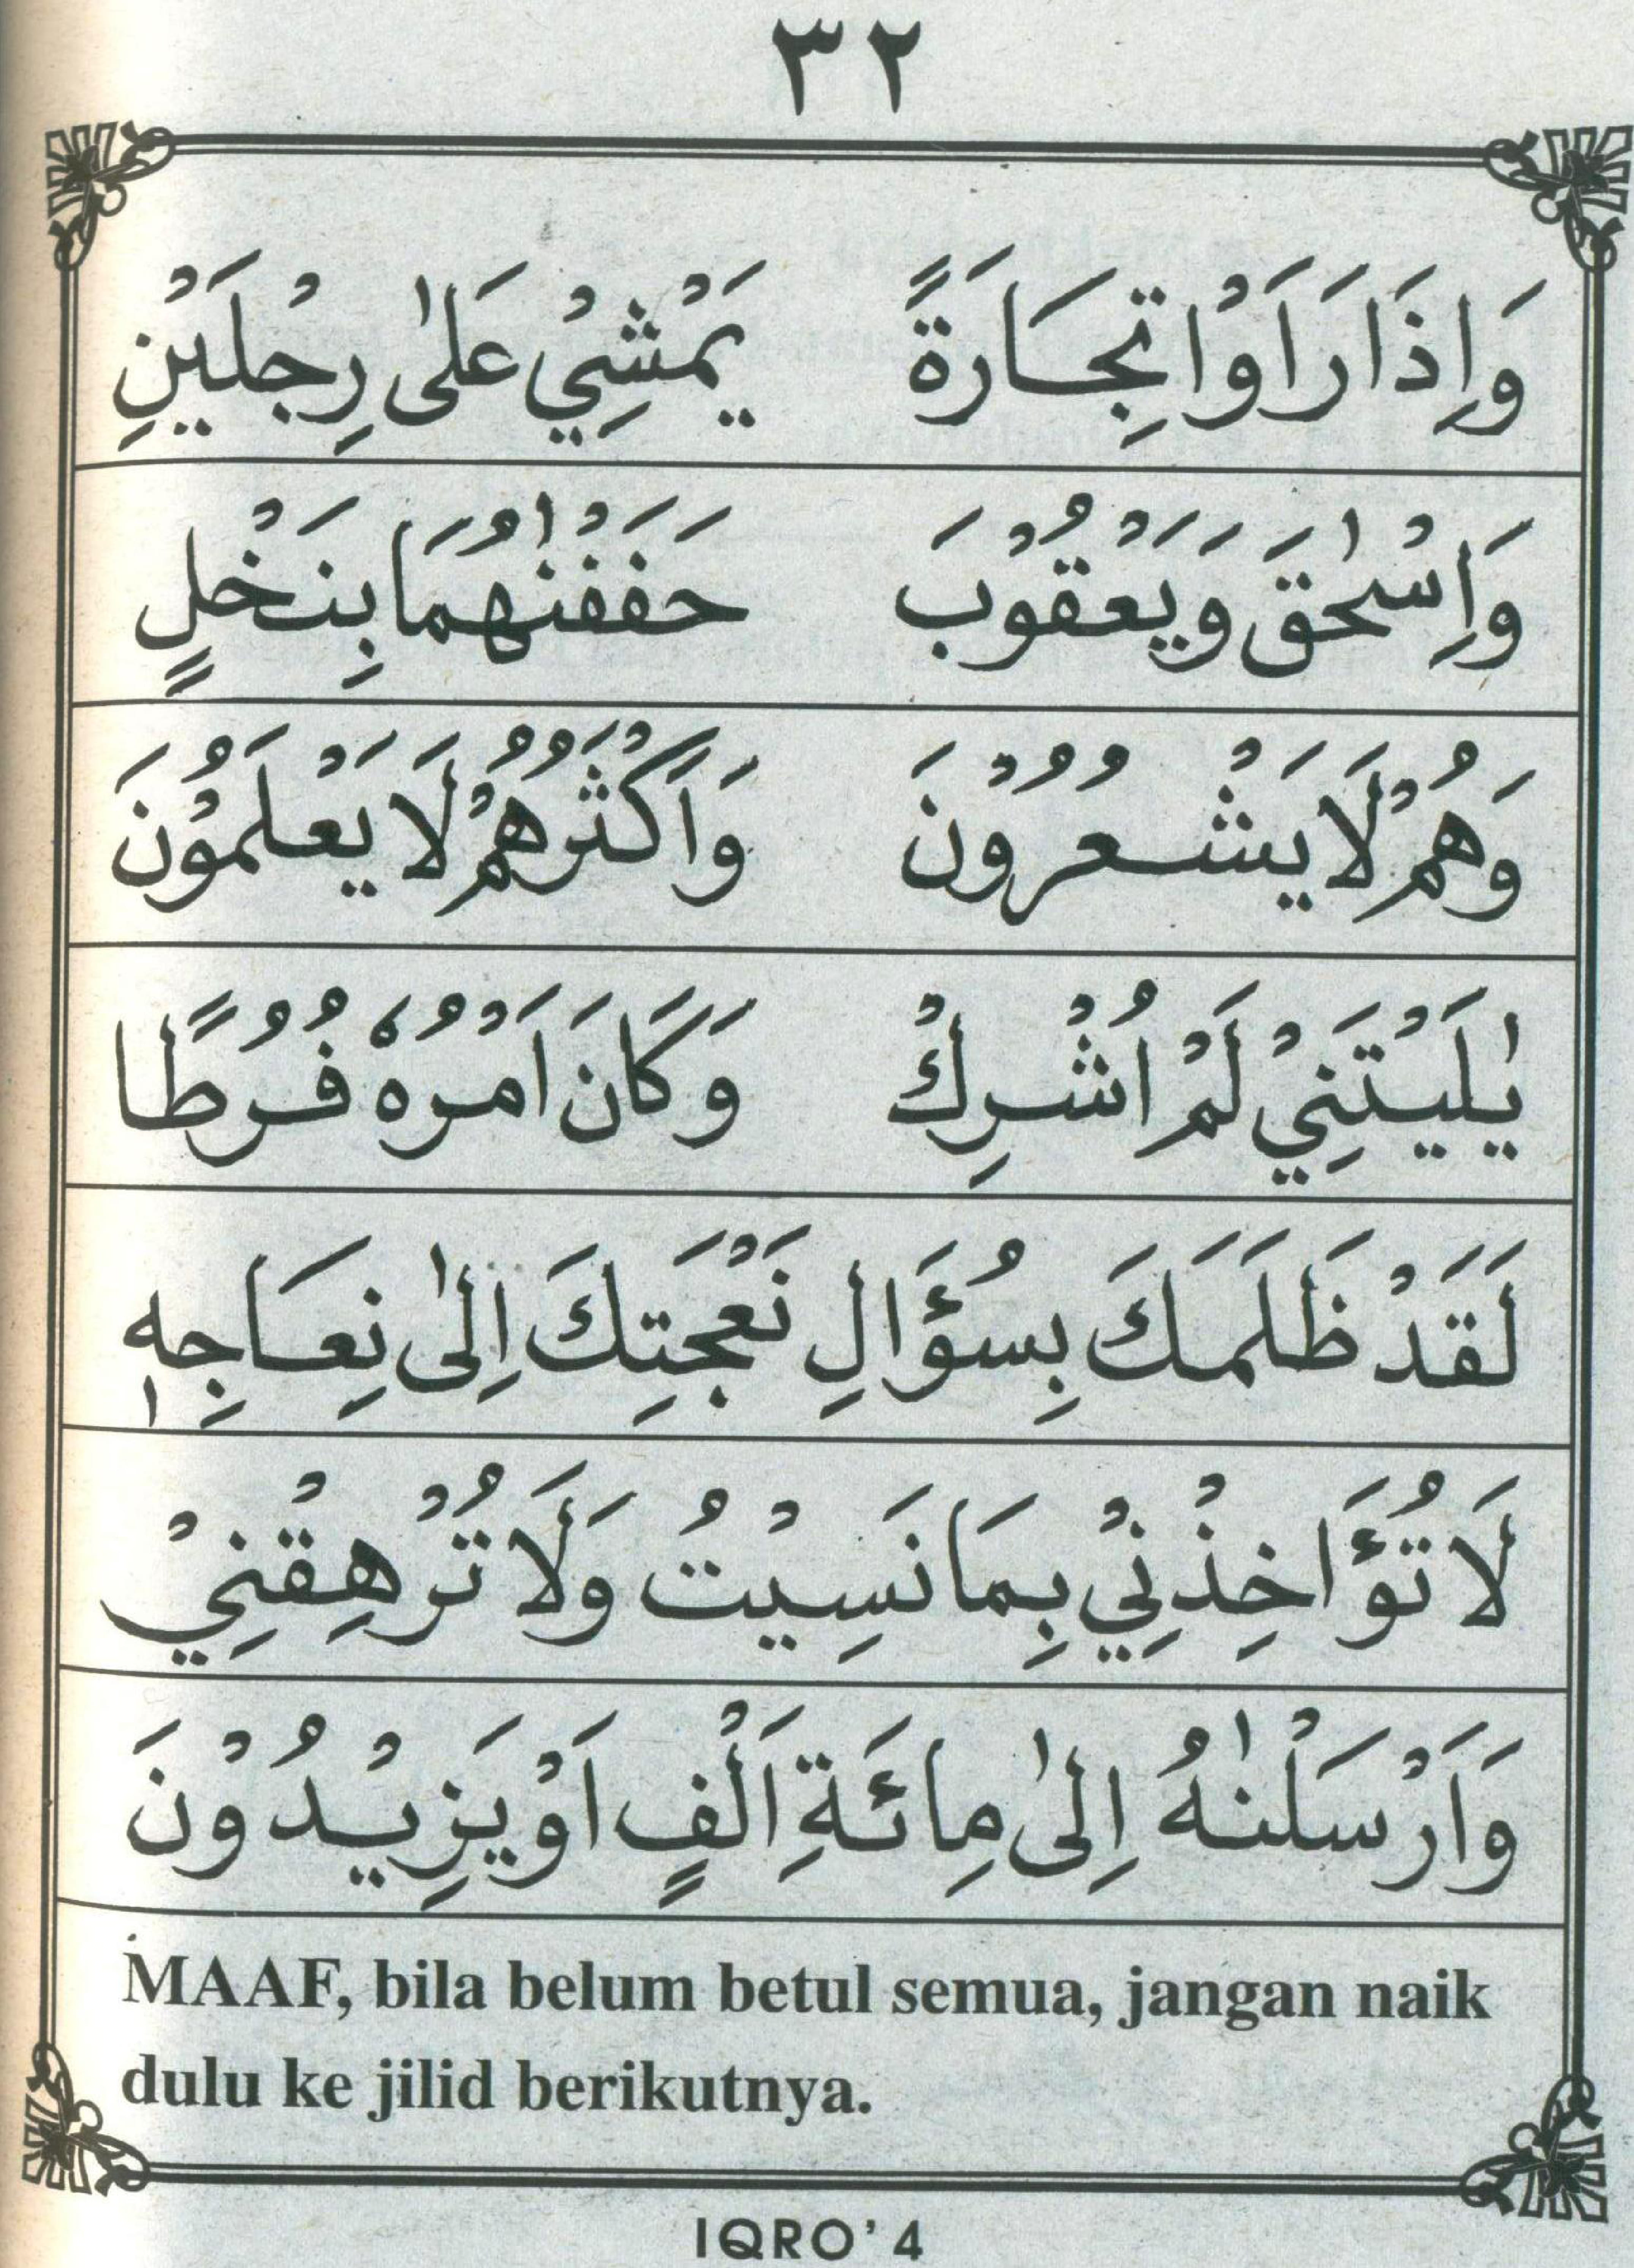 ٣٢
وَاِذَا رَاَوْا تِجَارَةً يَمْشِيْ عَلٰى رِجْلَيْنِ
وَاِسْحٰقَ وَيَعْقُوْبَ حَفَفْنٰهُمَا بِنَخْلٍ
وَهُمْ لَا يَشْعُرُوْنَ وَاَكْثَرُهُمْ لَا يَعْلَمُوْنَ
يٰلَيْتَنِيْ لَمْ اُشْرِكْ وَكَانَ اَمْرُهٗ فُرُطًا
لَقَدْ ظَلَمَكَ بِسُؤَالِ نَعْجَتِكَ اِلٰى نِعَاجِهٖ
لَا تُؤَاخِذْنِيْ بِمَا نَسِيْتُ وَلَا تُرْهِقْنِيْ
وَاَرْسَلْنٰهُ اِلٰى مِائَةِ اَلْفٍ اَوْ يَزِيْدُوْنَ
MAAF, bila belum betul semua, jangan naik
dulu ke jilid berikutnya.
IQRO' 4